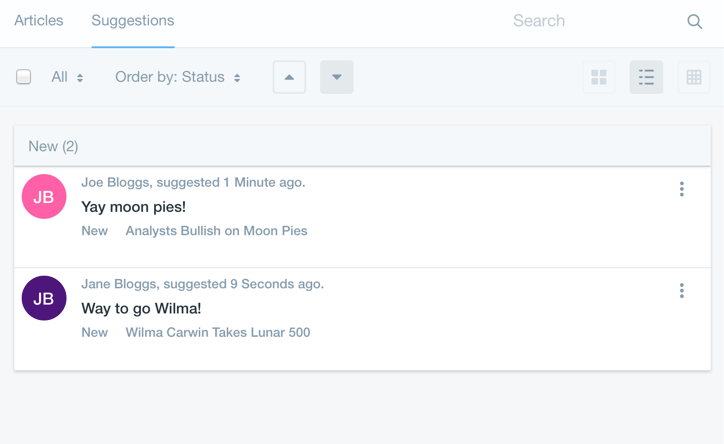 Articles Suggestions Search
All Order by: Status
New (2)
JB
Joe Bloggs, suggested 1 Minute ago.
Yay moon pies!
New Analysts Bullish on Moon Pies
JB
Jane Bloggs, suggested 9 Seconds ago.
Way to go Wilma!
New Wilma Carwin Takes Lunar 500